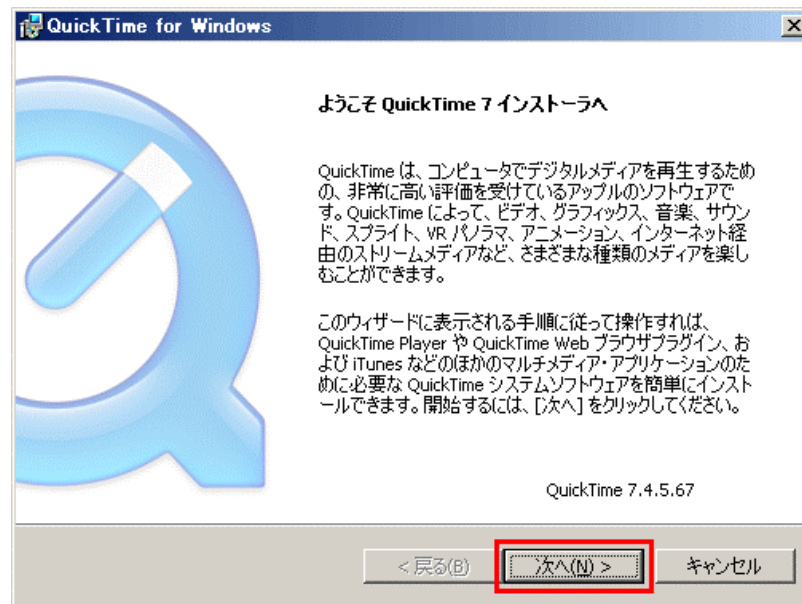 QuickTime for Windows
ようこそ QuickTime 7 インストーラへ
QuickTime は、コンピュータでデジタルメディアを再生するため
の、非常に高い評価を受けているアップルのソフトウェアで
す。QuickTime によって、ビデオ、グラフィックス、音楽、サウン
ド、スプライト、VR パノラマ、アニメーション、インターネット経
由のストリームメディアなど、さまざまな種類のメディアを楽し
むことができます。
このウィザードに表示される手順に従って操作すれば、
QuickTime Player や QuickTime Web ブラウザプラグイン、お
よび iTunes などのほかのマルチメディア・アプリケーションのた
めに必要な QuickTime システムソフトウェアを簡単にインスト
ールできます。開始するには、[次へ] をクリックしてください。
QuickTime 7.4.5.67
< 戻る(B) 次へ(N) > キャンセル